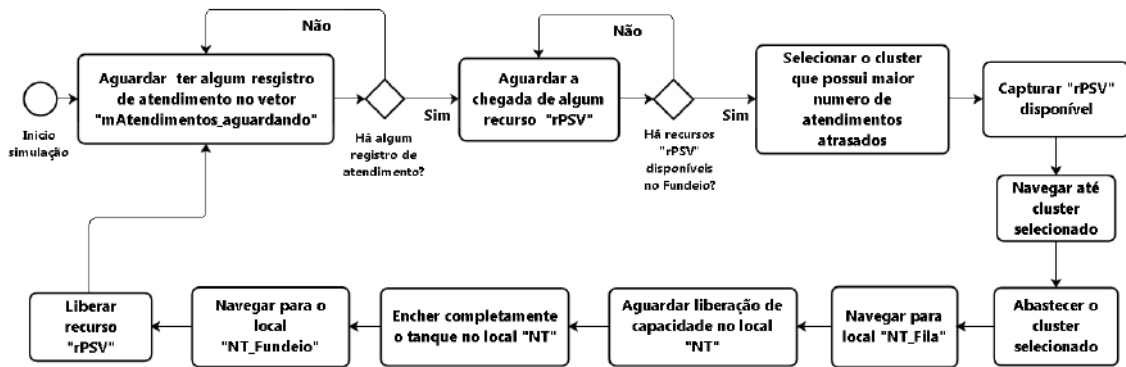 Não
Não
Aguardar ter algum resgistro
de atendimento no vetor
"mAtendimentos_aguardando"
Aguardar a
chegada de algum
recurso "rPSV"
Selecionar o cluster
que possui maior
numero de
atendimentos
atrasados
Capturar "rPSV"
disponível
Sim
Sim
Inicio
simulação
Há algum
registro de
atendimento?
Há recursos
"rPSV"
disponíveis
no Fundeio?
Navegar até
cluster
selecionado
Liberar
recurso
"rPSV"
Navegar para o
local
"NT_Fundeio"
Encher completamente
o tanque no local "NT"
Aguardar liberação de
capacidade no local
"NT"
Navegar para
local "NT_Fila"
Abastecer o
cluster
selecionado